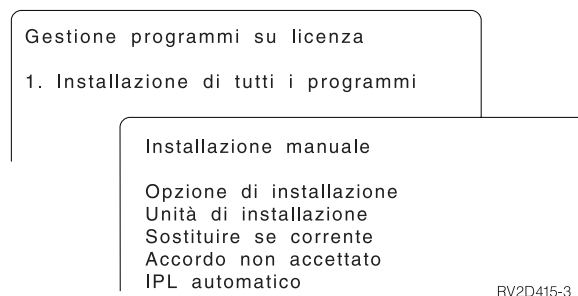 Gestione programmi su licenza
1. Installazione di tutti i programmi
Installazione manuale
Opzione di installazione
Unità di installazione
Sostituire se corrente
Accordo non accettato
IPL automatico
RV2D415-3